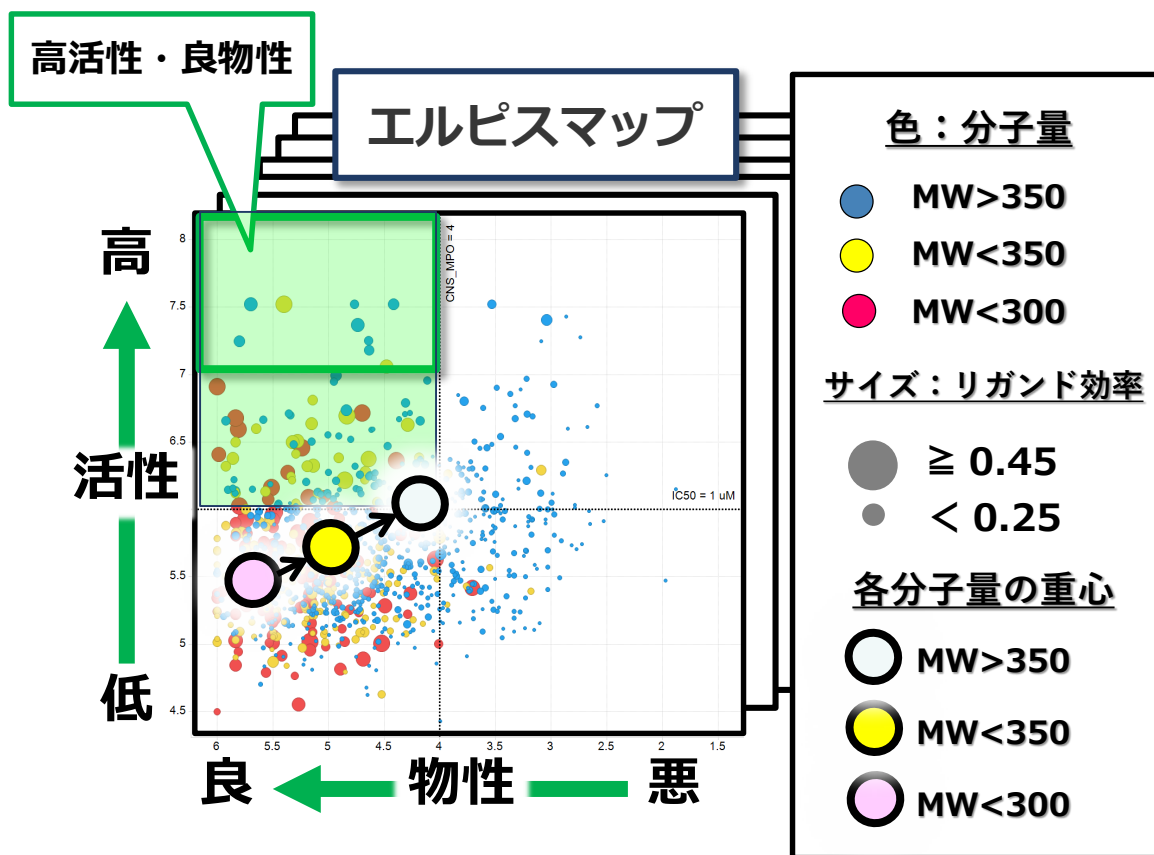 高活性・良物性
エルピスマップ
色：分子量
MW>350
MW<350
MW<300
サイズ：リガンド効率
≧ 0.45
< 0.25
各分子量の重心
MW>350
MW<350
MW<300
高
活性
低
8
7.5
7
6.5
6
5.5
5
4.5
CNS_MPO = 4
IC50 = 1 uM
6
5.5
5
4.5
4
3.5
3
2.5
2
1.5
良
物性
悪